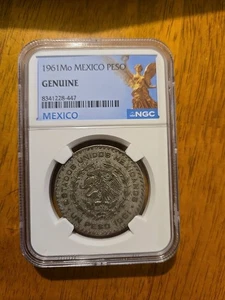 1961Mo MEXICO PESO
GENUINE
8341228-447
MEXICO
NGC
ESTADOS UNIDOS MEXICANOS
UN PESO